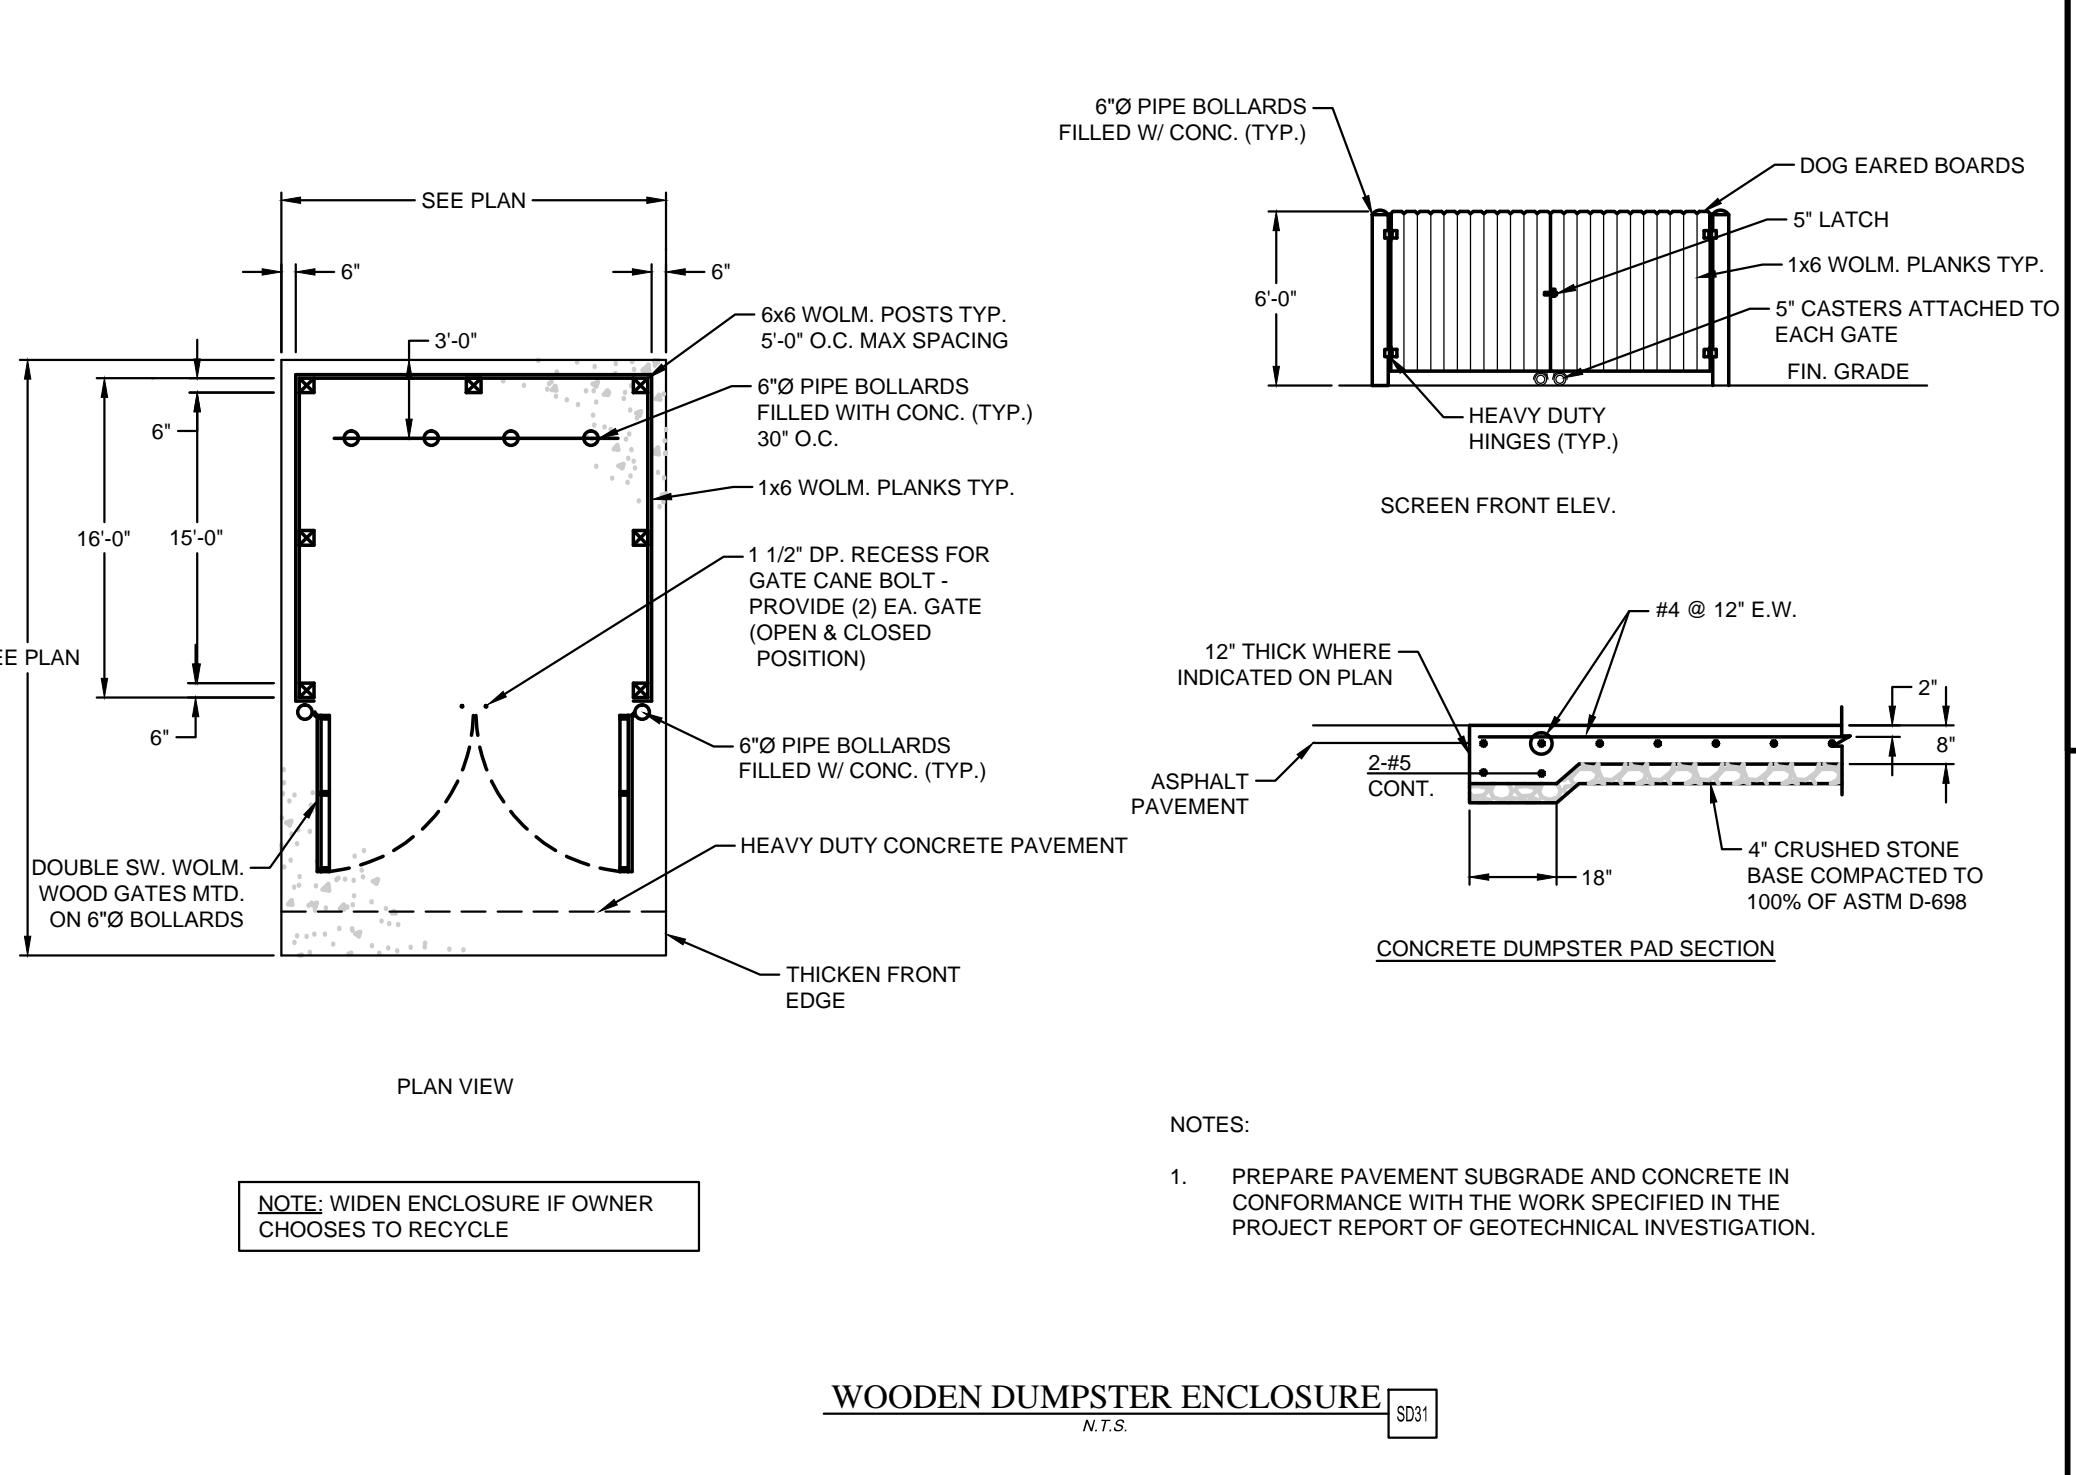 SEE PLAN
6"
6"
3'-0"
6x6 WOLM. POSTS TYP.
5'-0" O.C. MAX SPACING
6"Ø PIPE BOLLARDS
FILLED WITH CONC. (TYP.)
30" O.C.
6"
1x6 WOLM. PLANKS TYP.
16'-0"
15'-0"
1 1/2" DP. RECESS FOR
GATE CANE BOLT -
PROVIDE (2) EA. GATE
(OPEN & CLOSED
POSITION)
EE PLAN
6"
6"Ø PIPE BOLLARDS
FILLED W/ CONC. (TYP.)
HEAVY DUTY CONCRETE PAVEMENT
DOUBLE SW. WOLM.
WOOD GATES MTD.
ON 6"Ø BOLLARDS
THICKEN FRONT
EDGE
PLAN VIEW
NOTE: WIDEN ENCLOSURE IF OWNER
CHOOSES TO RECYCLE
6"Ø PIPE BOLLARDS
FILLED W/ CONC. (TYP.)
DOG EARED BOARDS
5" LATCH
1x6 WOLM. PLANKS TYP.
6'-0"
5" CASTERS ATTACHED TO
EACH GATE
FIN. GRADE
HEAVY DUTY
HINGES (TYP.)
SCREEN FRONT ELEV.
#4 @ 12" E.W.
12" THICK WHERE
INDICATED ON PLAN
2"
8"
2-#5
CONT.
ASPHALT
PAVEMENT
18"
4" CRUSHED STONE
BASE COMPACTED TO
100% OF ASTM D-698
CONCRETE DUMPSTER PAD SECTION
NOTES:
1. PREPARE PAVEMENT SUBGRADE AND CONCRETE IN
CONFORMANCE WITH THE WORK SPECIFIED IN THE
PROJECT REPORT OF GEOTECHNICAL INVESTIGATION.
WOODEN DUMPSTER ENCLOSURE
SD31
N.T.S.